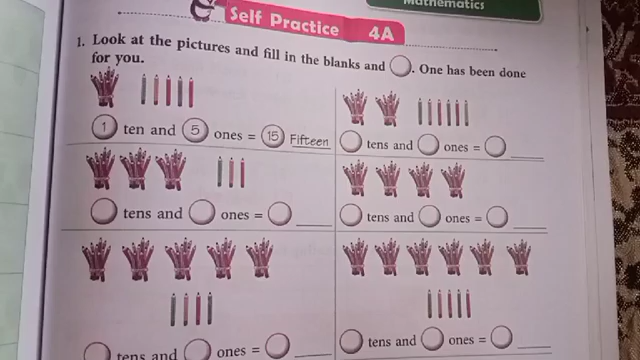 Mathematics
Self Practice 4A
1. Look at the pictures and fill in the blanks and ◯. One has been done
for you.
1 ten and 5 ones = 15 Fifteen
tens and ones =
tens and ones =
tens and ones =
tens and ones =
tens and ones =